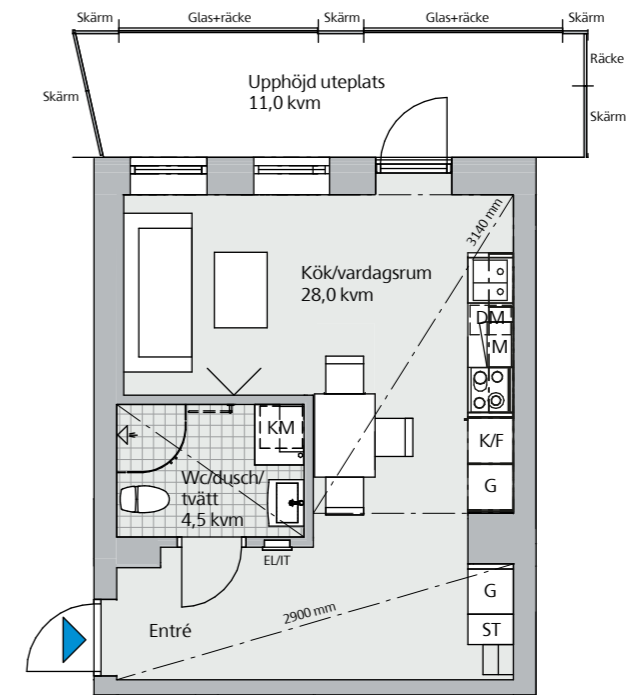 Skärm
Glas+räcke
Skärm
Glas+räcke
Skärm
Räcke
Skärm
Skärm
Upphöjd uteplats
11,0 kvm
3140 mm
Kök/vardagsrum
28,0 kvm
DM
M
K/F
G
KM
Wc/dusch/
tvätt
4,5 kvm
EL/IT
G
ST
2900 mm
Entré